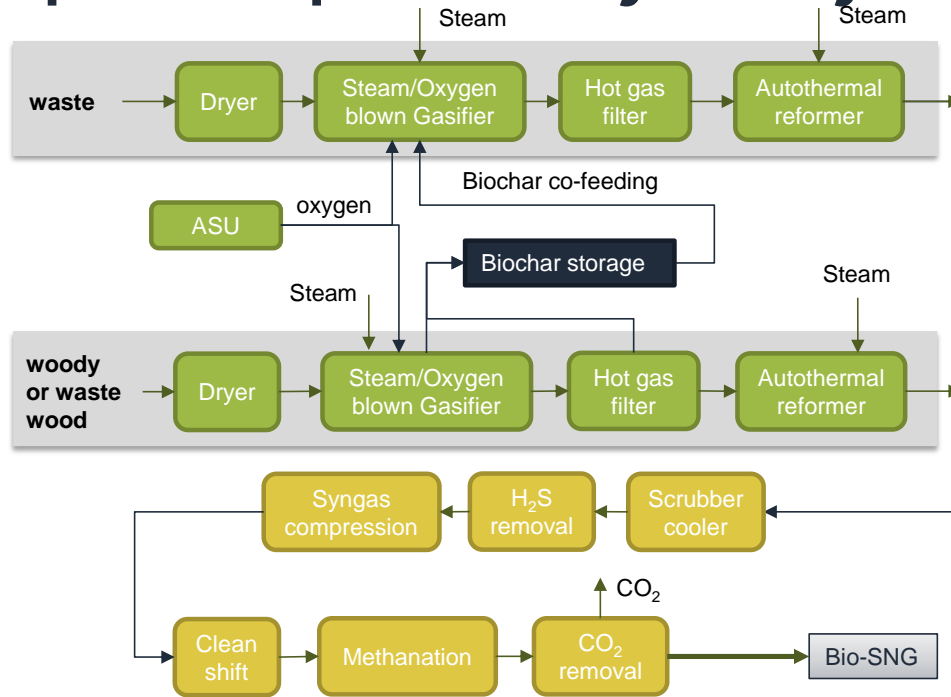 Steam
Steam
waste
Dryer
Steam/Oxygen
blown Gasifier
Hot gas
filter
Autothermal
reformer
Biochar co-feeding
oxygen
ASU
Biochar storage
Steam
Steam
woody
or waste
wood
Dryer
Steam/Oxygen
blown Gasifier
Hot gas
filter
Autothermal
reformer
Syngas
compression
H₂S
removal
Scrubber
cooler
CO₂
Clean
shift
Methanation
CO₂
removal
Bio-SNG